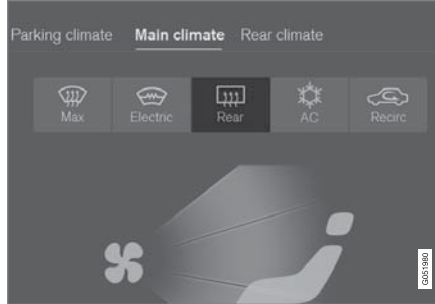 Parking climate Main climate Rear climate
Max Electric Rear AC Recirc
G051980